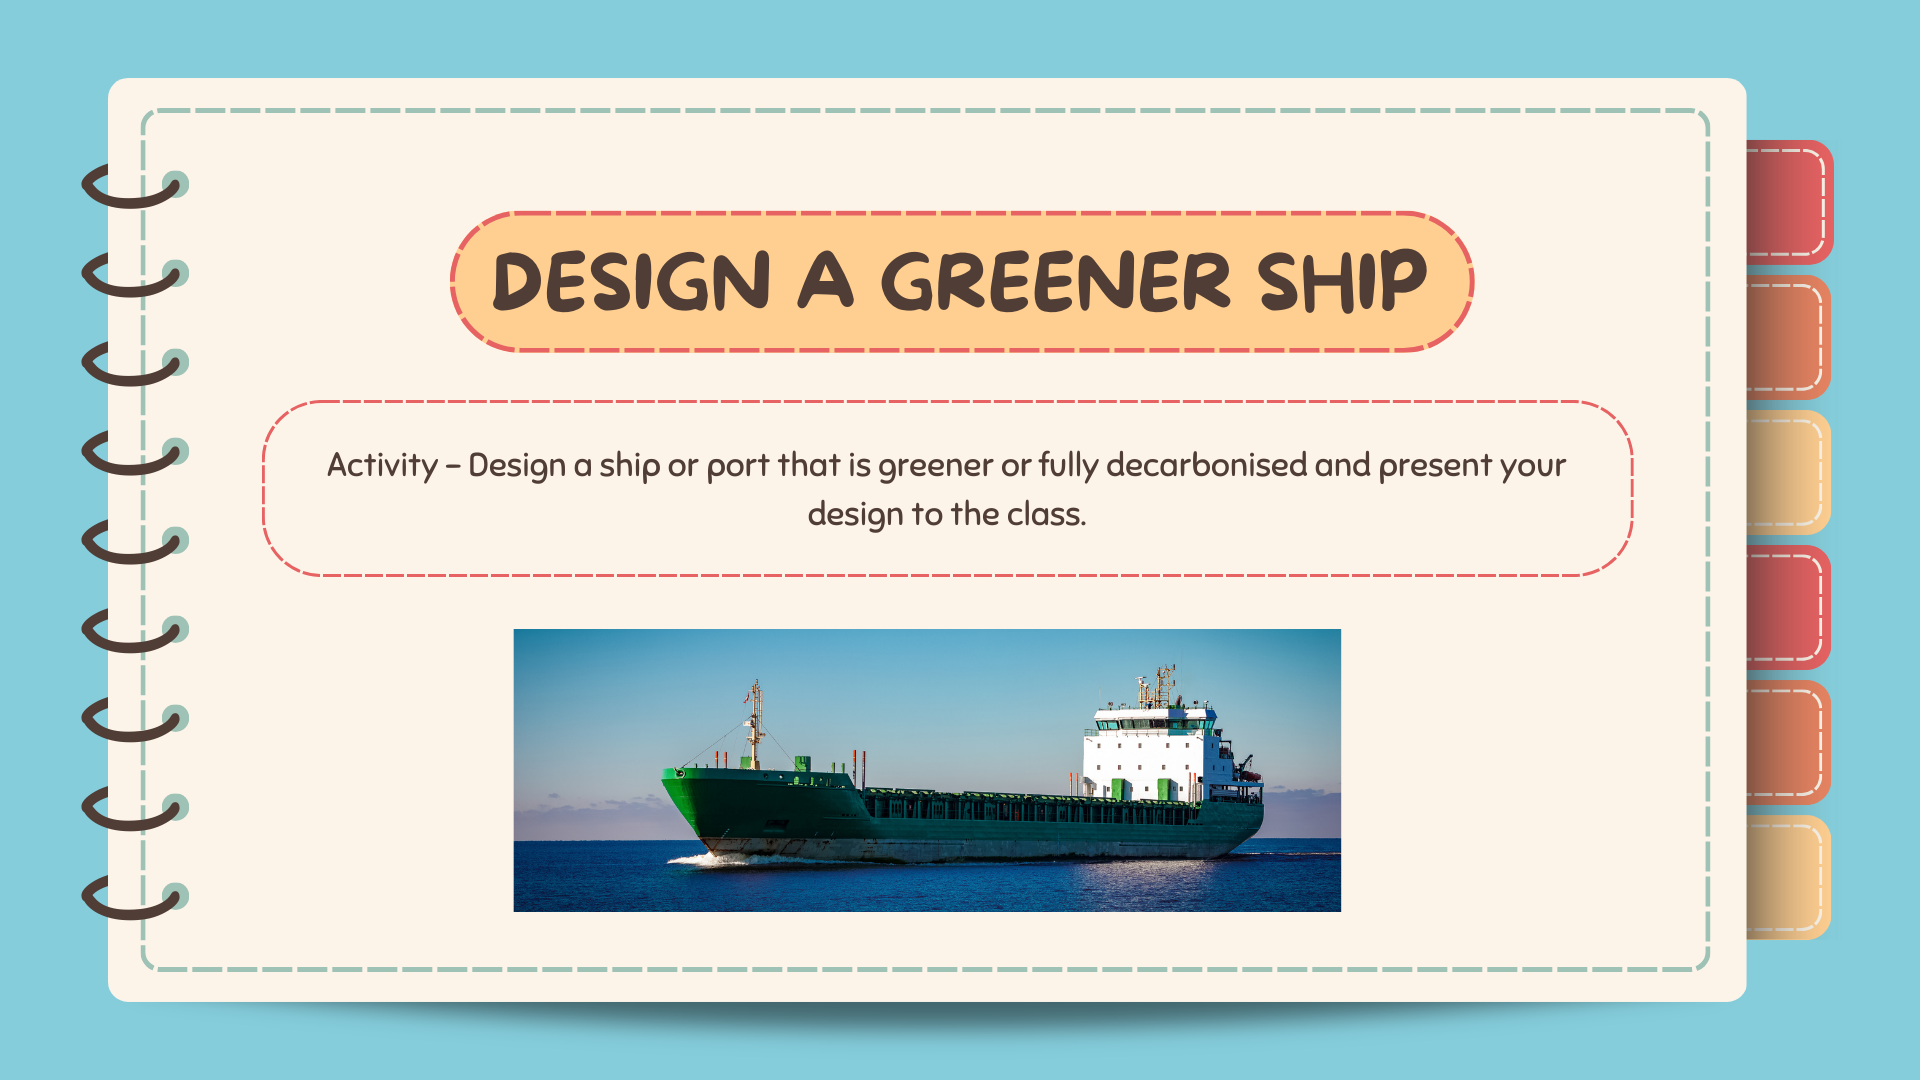 DESIGN A GREENER SHIP
Activity – Design a ship or port that is greener or fully decarbonised and present your
design to the class.